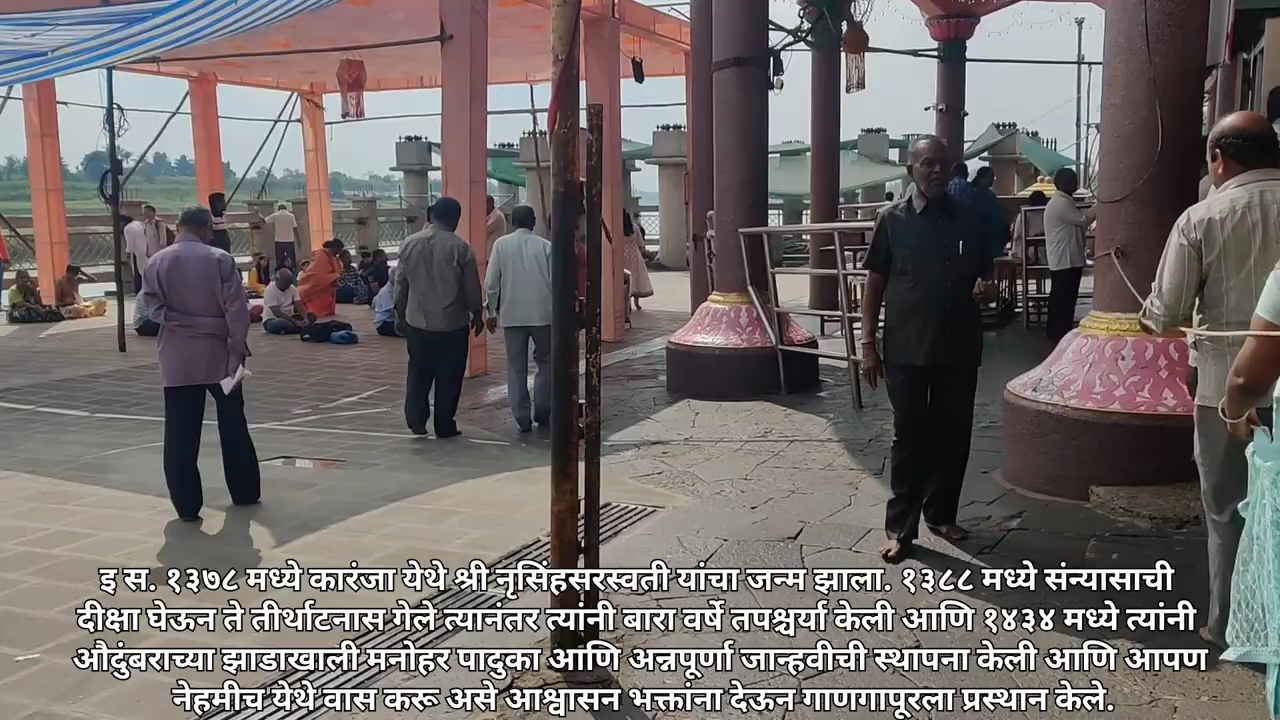 इ स. १३७८ मध्ये कारंजा येथे श्री नृसिंहसरस्वती यांचा जन्म झाला. १३८८ मध्ये संन्यासाची
दीक्षा घेऊन ते तीर्थाटनास गेले त्यानंतर त्यांनी बारा वर्षे तपश्चर्या केली आणि १४३४ मध्ये त्यांनी
औदुंबराच्या झाडाखाली मनोहर पादुका आणि अन्नपूर्णा जान्हवीची स्थापना केली आणि आपण
नेहमीच येथे वास करू असे आश्वासन भक्तांना देऊन गाणगापूरला प्रस्थान केले.